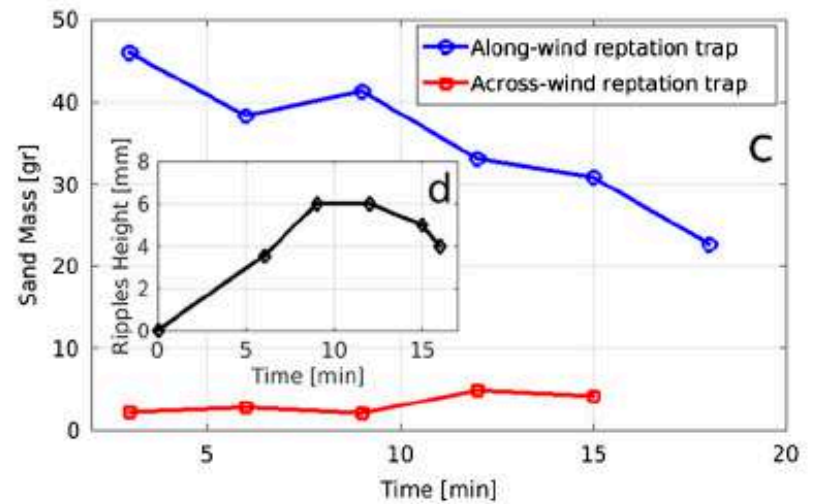 50
40
30
20
10
0
Sand Mass [gr]
Along-wind reptation trap
Across-wind reptation trap
c
d
8
6
4
2
0
Ripples Height [mm]
0 5 10 15
Time [min]
5 10 15 20
Time [min]